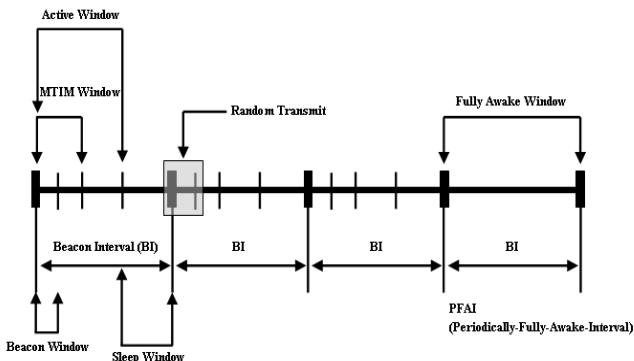 Active Window
MTIM Window
Random Transmit
Fully Awake Window
Beacon Interval (BI)
BI
BI
BI
Beacon Window
Sleep Window
PFAI
(Periodically-Fully-Awake-Interval)